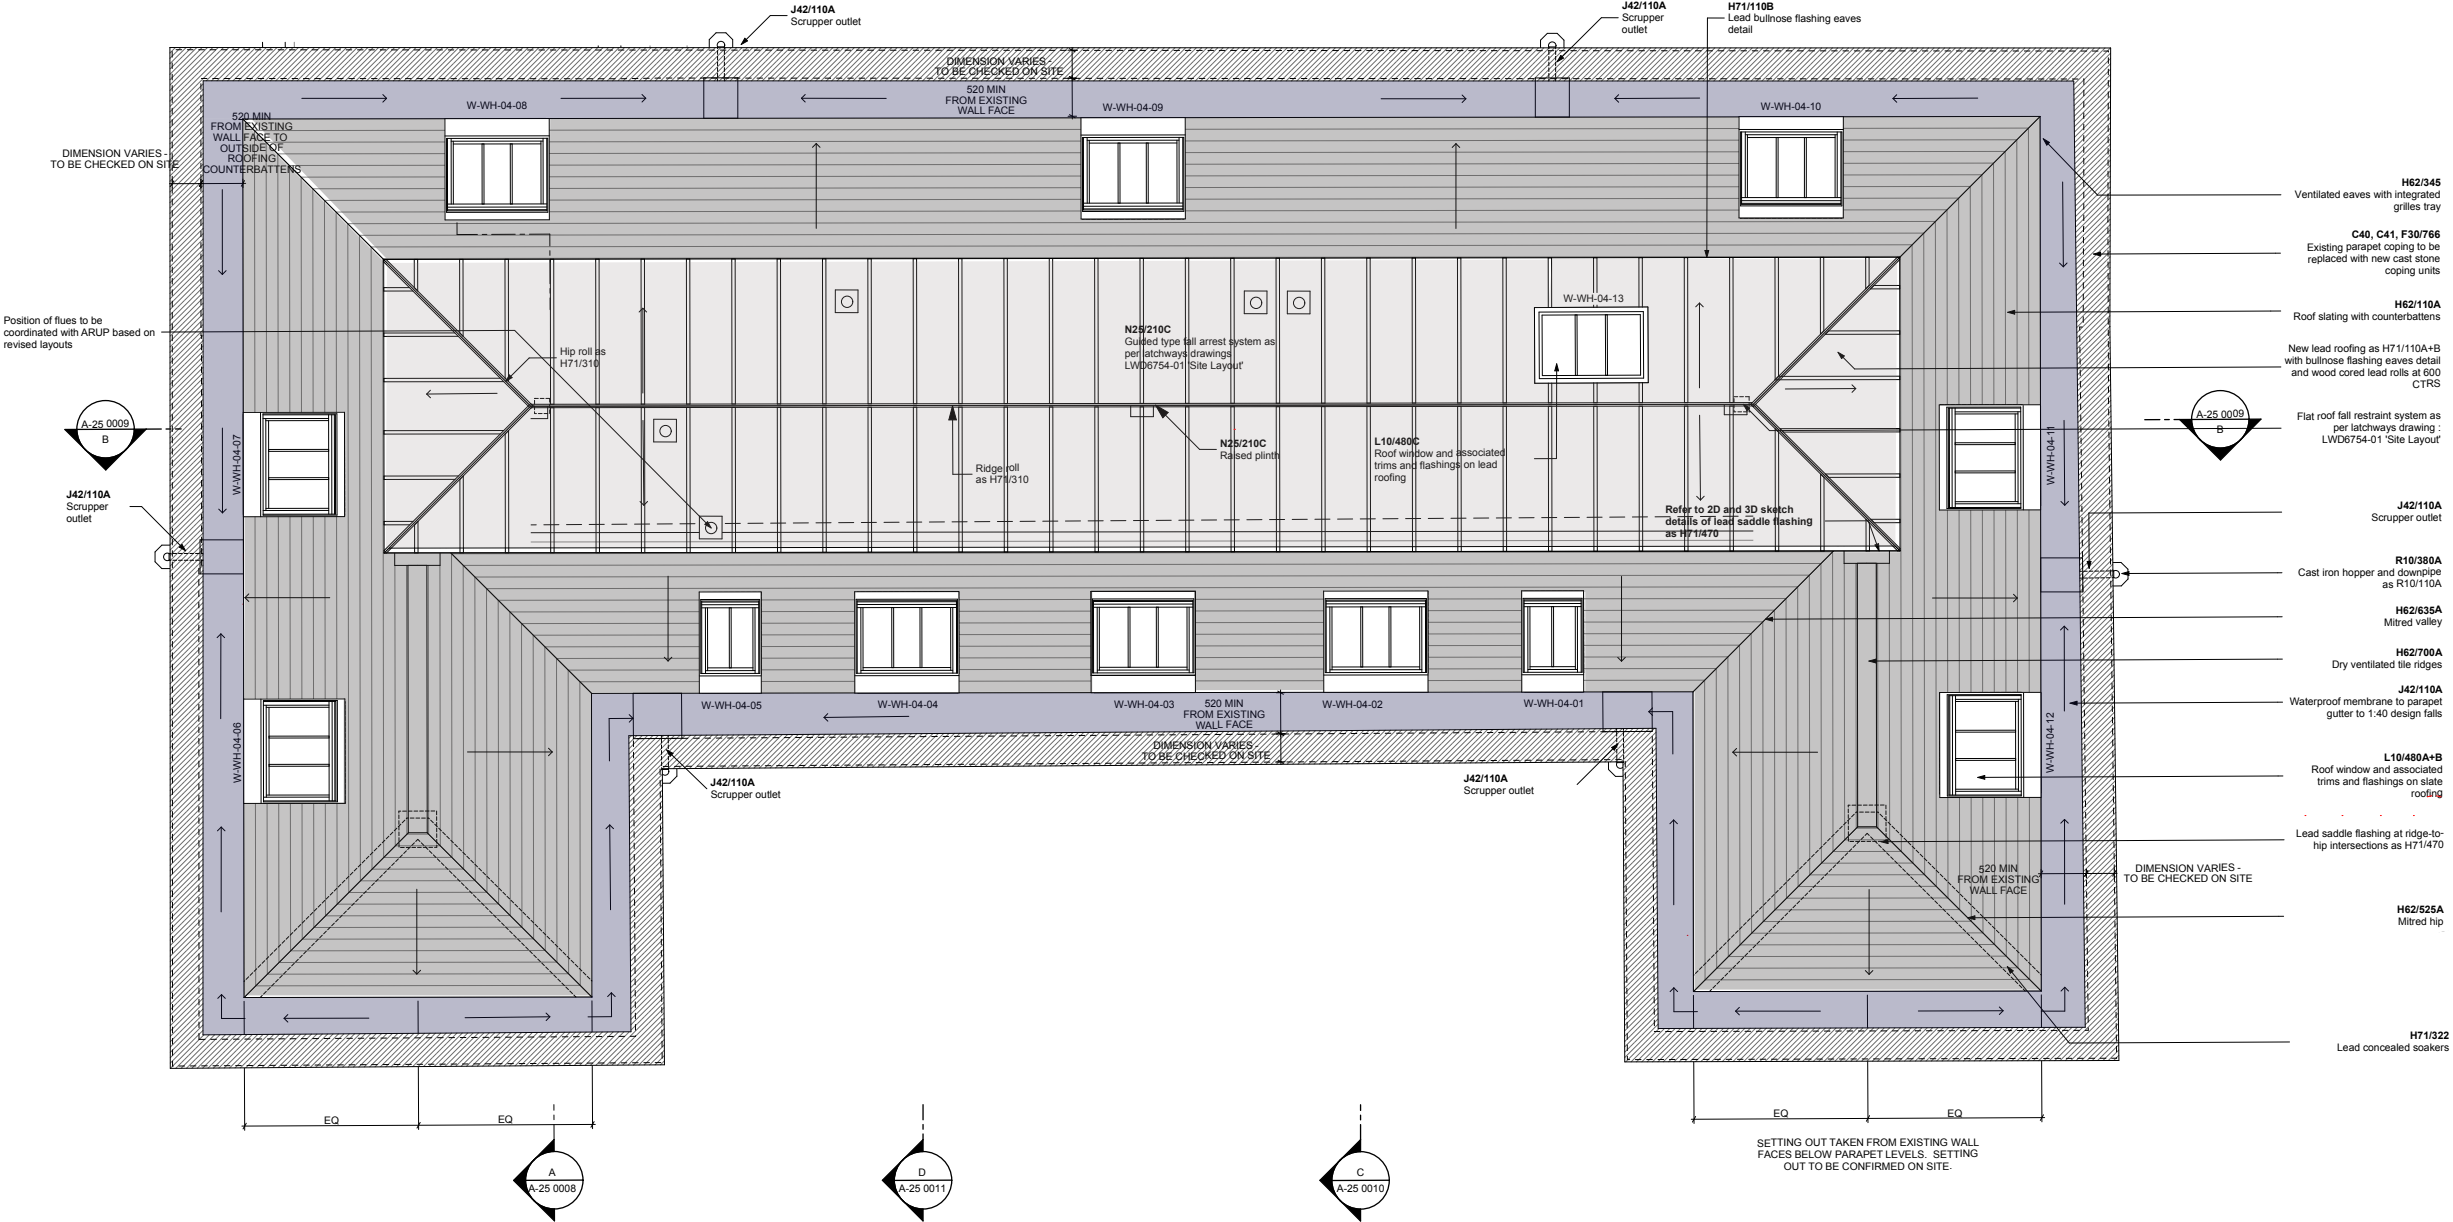 J42/110A
Scrupper outlet
J42/110A
Scrupper
outlet
H71/110B
Lead bullnose flashing eaves
detail
DIMENSION VARIES -
TO BE CHECKED ON SITE
520 MIN
FROM EXISTING
WALL FACE
W-WH-04-08
W-WH-04-09
W-WH-04-10
520 MIN
FROM EXISTING
WALL FACE TO
OUTSIDE OF
ROOFING
COUNTERBATTENS
DIMENSION VARIES -
TO BE CHECKED ON SITE
H62/345
Ventilated eaves with integrated
grilles tray
C40, C41, F30/766
Existing parapet coping to be
replaced with new cast stone
coping units
H62/110A
Roof slating with counterbattens
New lead roofing as H71/110A+B
with bullnose flashing eaves detail
and wood cored lead rolls at 600
CTRS
Flat roof fall restraint system as
per latchways drawing :
LWD6754-01 'Site Layout'
Position of flues to be
coordinated with ARUP based on
revised layouts
Hip roll as
H71/310
N25/210C
Guided type fall arrest system as
per latchways drawings
LWD6754-01 'Site Layout'
W-WH-04-13
A-25 0009
B
A-25 0009
B
W-WH-04-07
W-WH-04-11
N25/210C
Raised plinth
L10/480C
Roof window and associated
trims and flashings on lead
roofing
Ridge roll
as H71/310
J42/110A
Scrupper
outlet
Refer to 2D and 3D sketch
details of lead saddle flashing
as H71/470
J42/110A
Scrupper outlet
R10/380A
Cast iron hopper and downpipe
as R10/110A
H62/635A
Mitred valley
H62/700A
Dry ventilated tile ridges
J42/110A
Waterproof membrane to parapet
gutter to 1:40 design falls
L10/480A+B
Roof window and associated
trims and flashings on slate
roofing
W-WH-04-05
W-WH-04-04
W-WH-04-03
520 MIN
FROM EXISTING
WALL FACE
W-WH-04-02
W-WH-04-01
W-WH-04-06
W-WH-04-12
DIMENSION VARIES -
TO BE CHECKED ON SITE
J42/110A
Scrupper outlet
J42/110A
Scrupper outlet
Lead saddle flashing at ridge-to-
hip intersections as H71/470
520 MIN
FROM EXISTING
WALL FACE
DIMENSION VARIES -
TO BE CHECKED ON SITE
H62/525A
Mitred hip
H71/322
Lead concealed soakers
EQ
EQ
EQ
EQ
SETTING OUT TAKEN FROM EXISTING WALL
FACES BELOW PARAPET LEVELS. SETTING
OUT TO BE CONFIRMED ON SITE.
A
A-25 0008
D
A-25 0011
C
A-25 0010